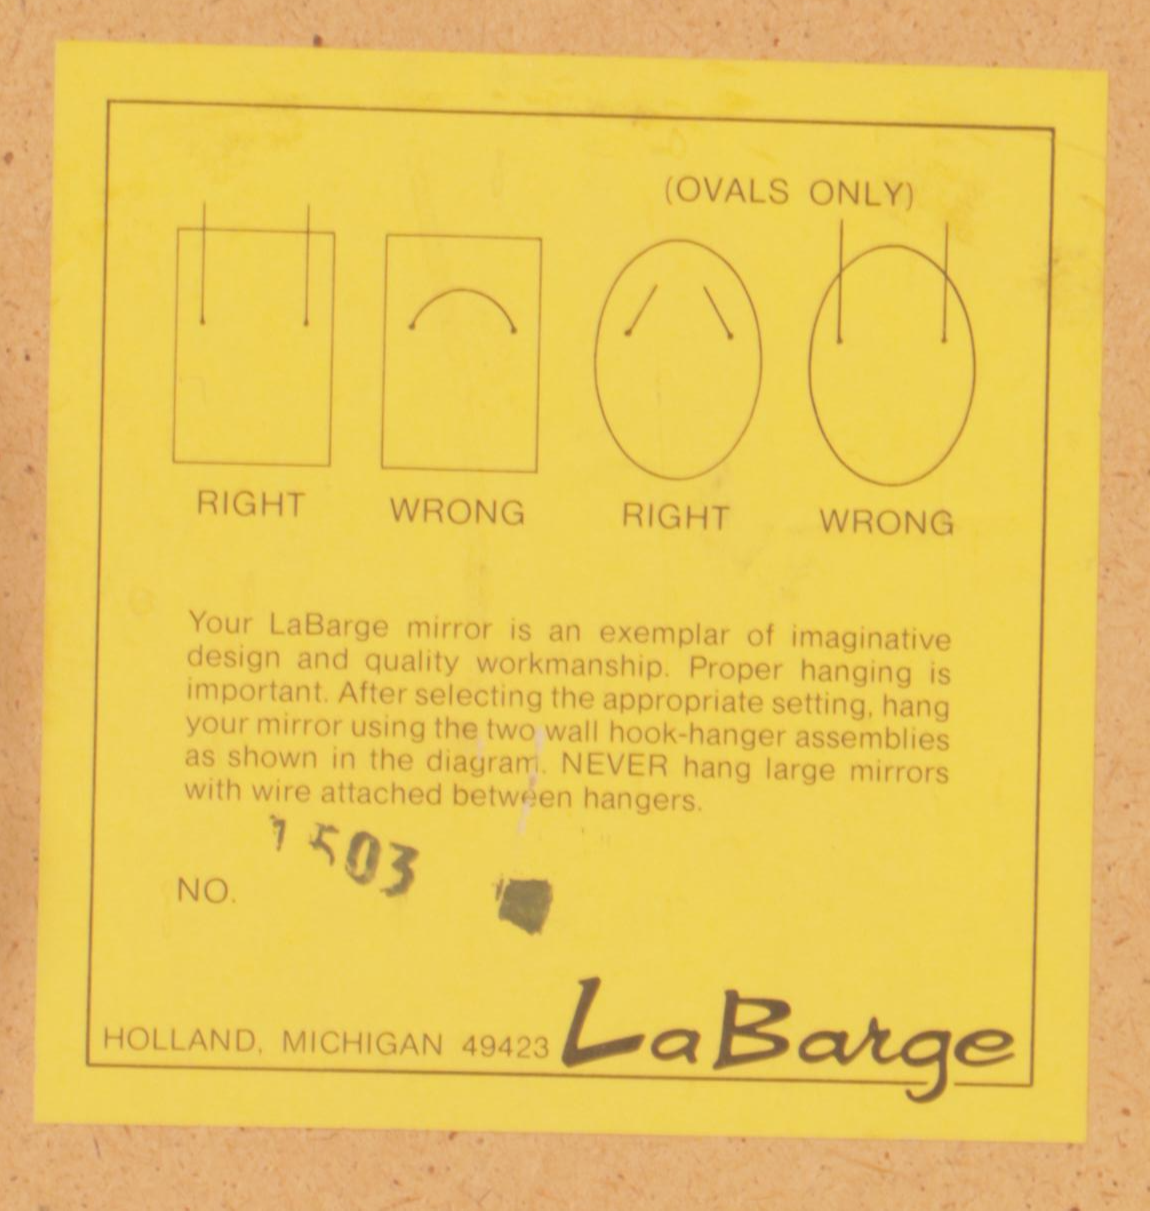 (OVALS ONLY)
RIGHT WRONG RIGHT WRONG
Your LaBarge mirror is an exemplar of imaginative
design and quality workmanship. Proper hanging is
important. After selecting the appropriate setting, hang
your mirror using the two wall hook-hanger assemblies
as shown in the diagram. NEVER hang large mirrors
with wire attached between hangers.
1503
NO.
HOLLAND, MICHIGAN 49423 LaBarge